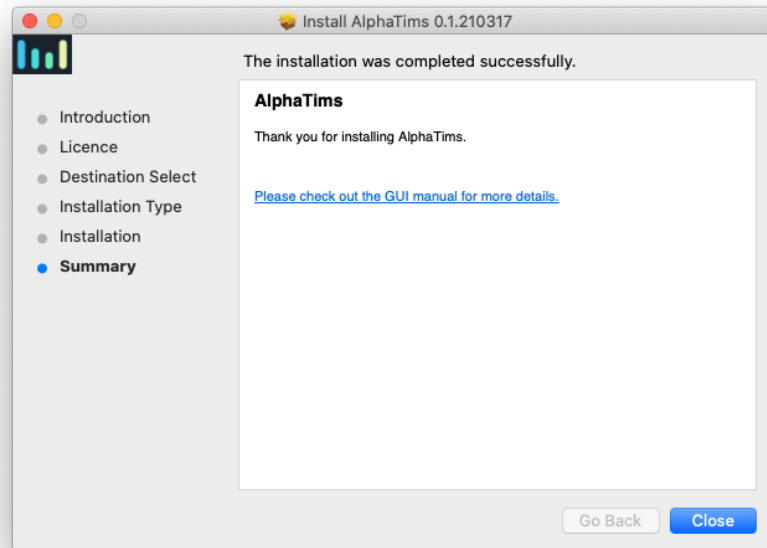 Install AlphaTims 0.1.210317
The installation was completed successfully.
Introduction
Licence
Destination Select
Installation Type
Installation
Summary
AlphaTims
Thank you for installing AlphaTims.
Please check out the GUI manual for more details.
Go Back
Close